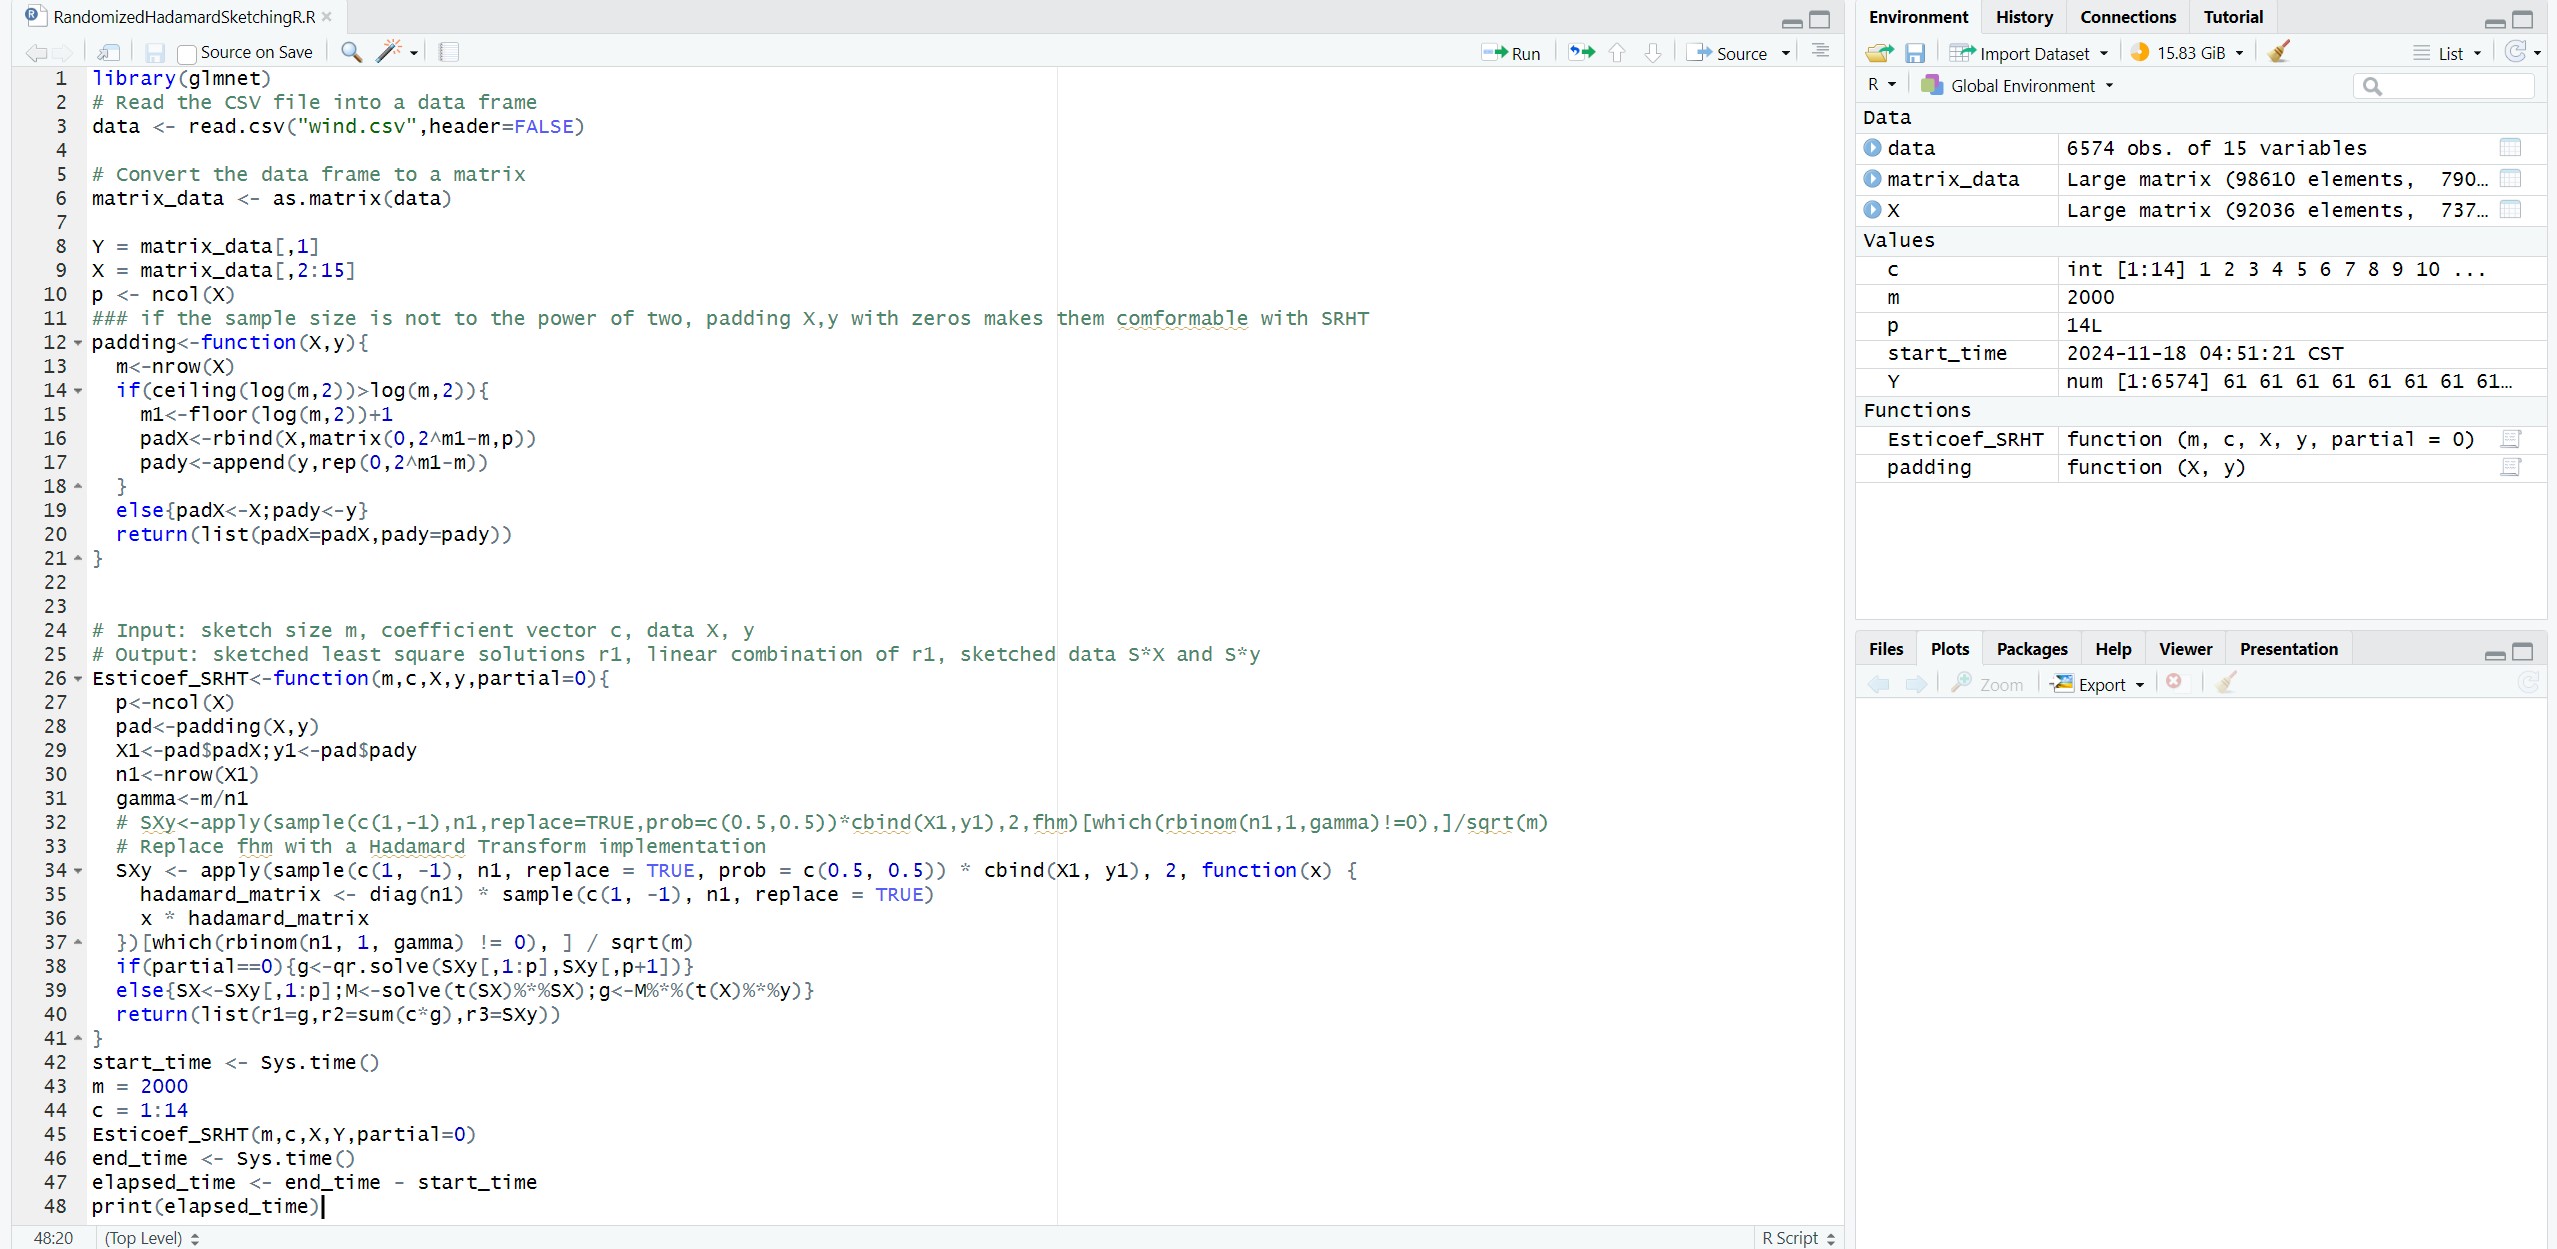 RandomizedHadamardSketchingR.R
Source on Save
Run
Source
1 library(glmnet)
2 # Read the CSV file into a data frame
3 data <- read.csv("wind.csv",header=FALSE)
4
5 # Convert the data frame to a matrix
6 matrix_data <- as.matrix(data)
7
8 Y = matrix_data[,1]
9 X = matrix_data[,2:15]
10 p <- ncol(X)
11 ### if the sample size is not to the power of two, padding X,y with zeros makes them comformable with SRHT
12 padding<-function(X,y){
13   m<-nrow(X)
14   if(ceiling(log(m,2))>log(m,2)){
15     m1<-floor(log(m,2))+1
16     padX<-rbind(X,matrix(0,2^m1-m,p))
17     pady<-append(y,rep(0,2^m1-m))
18   }
19   else{padX<-X;pady<-y}
20   return(list(padX=padX,pady=pady))
21 }
22
23
24 # Input: sketch size m, coefficient vector c, data X, y
25 # Output: sketched least square solutions r1, linear combination of r1, sketched data S*X and S*y
26 Esticoef_SRHT<-function(m,c,X,y,partial=0){
27   p<-ncol(X)
28   pad<-padding(X,y)
29   X1<-pad$padX;y1<-pad$pady
30   n1<-nrow(X1)
31   gamma<-m/n1
32   # SXy<-apply(sample(c(1,-1),n1,replace=TRUE,prob=c(0.5,0.5))*cbind(X1,y1),2,fhm)[which(rbinom(n1,1,gamma)!=0),]/sqrt(m)
33   # Replace fhm with a Hadamard Transform implementation
34   SXy <- apply(sample(c(1, -1), n1, replace = TRUE, prob = c(0.5, 0.5)) * cbind(X1, y1), 2, function(x) {
35     hadamard_matrix <- diag(n1) * sample(c(1, -1), n1, replace = TRUE)
36     x * hadamard_matrix
37   })[which(rbinom(n1, 1, gamma) != 0), ] / sqrt(m)
38   if(partial==0){g<-qr.solve(SXy[,1:p],SXy[,p+1])}
39   else{SX<-SXy[,1:p];M<-solve(t(SX)%*%SX);g<-M%*%(t(X)%*%y)}
40   return(list(r1=g,r2=sum(c*g),r3=SXy))
41 }
42 start_time <- Sys.time()
43 m = 2000
44 c = 1:14
45 Esticoef_SRHT(m,c,X,Y,partial=0)
46 end_time <- Sys.time()
47 elapsed_time <- end_time - start_time
48 print(elapsed_time)
48:20 (Top Level) R Script
Environment History Connections Tutorial
Import Dataset 15.83 GiB List
R Global Environment
Data
data 6574 obs. of 15 variables
matrix_data Large matrix (98610 elements, 790…
X Large matrix (92036 elements, 737…
Values
c int [1:14] 1 2 3 4 5 6 7 8 9 10 ...
m 2000
p 14L
start_time 2024-11-18 04:51:21 CST
Y num [1:6574] 61 61 61 61 61 61 61 61…
Functions
Esticoef_SRHT function (m, c, X, y, partial = 0)
padding function (X, y)
Files Plots Packages Help Viewer Presentation
Zoom Export